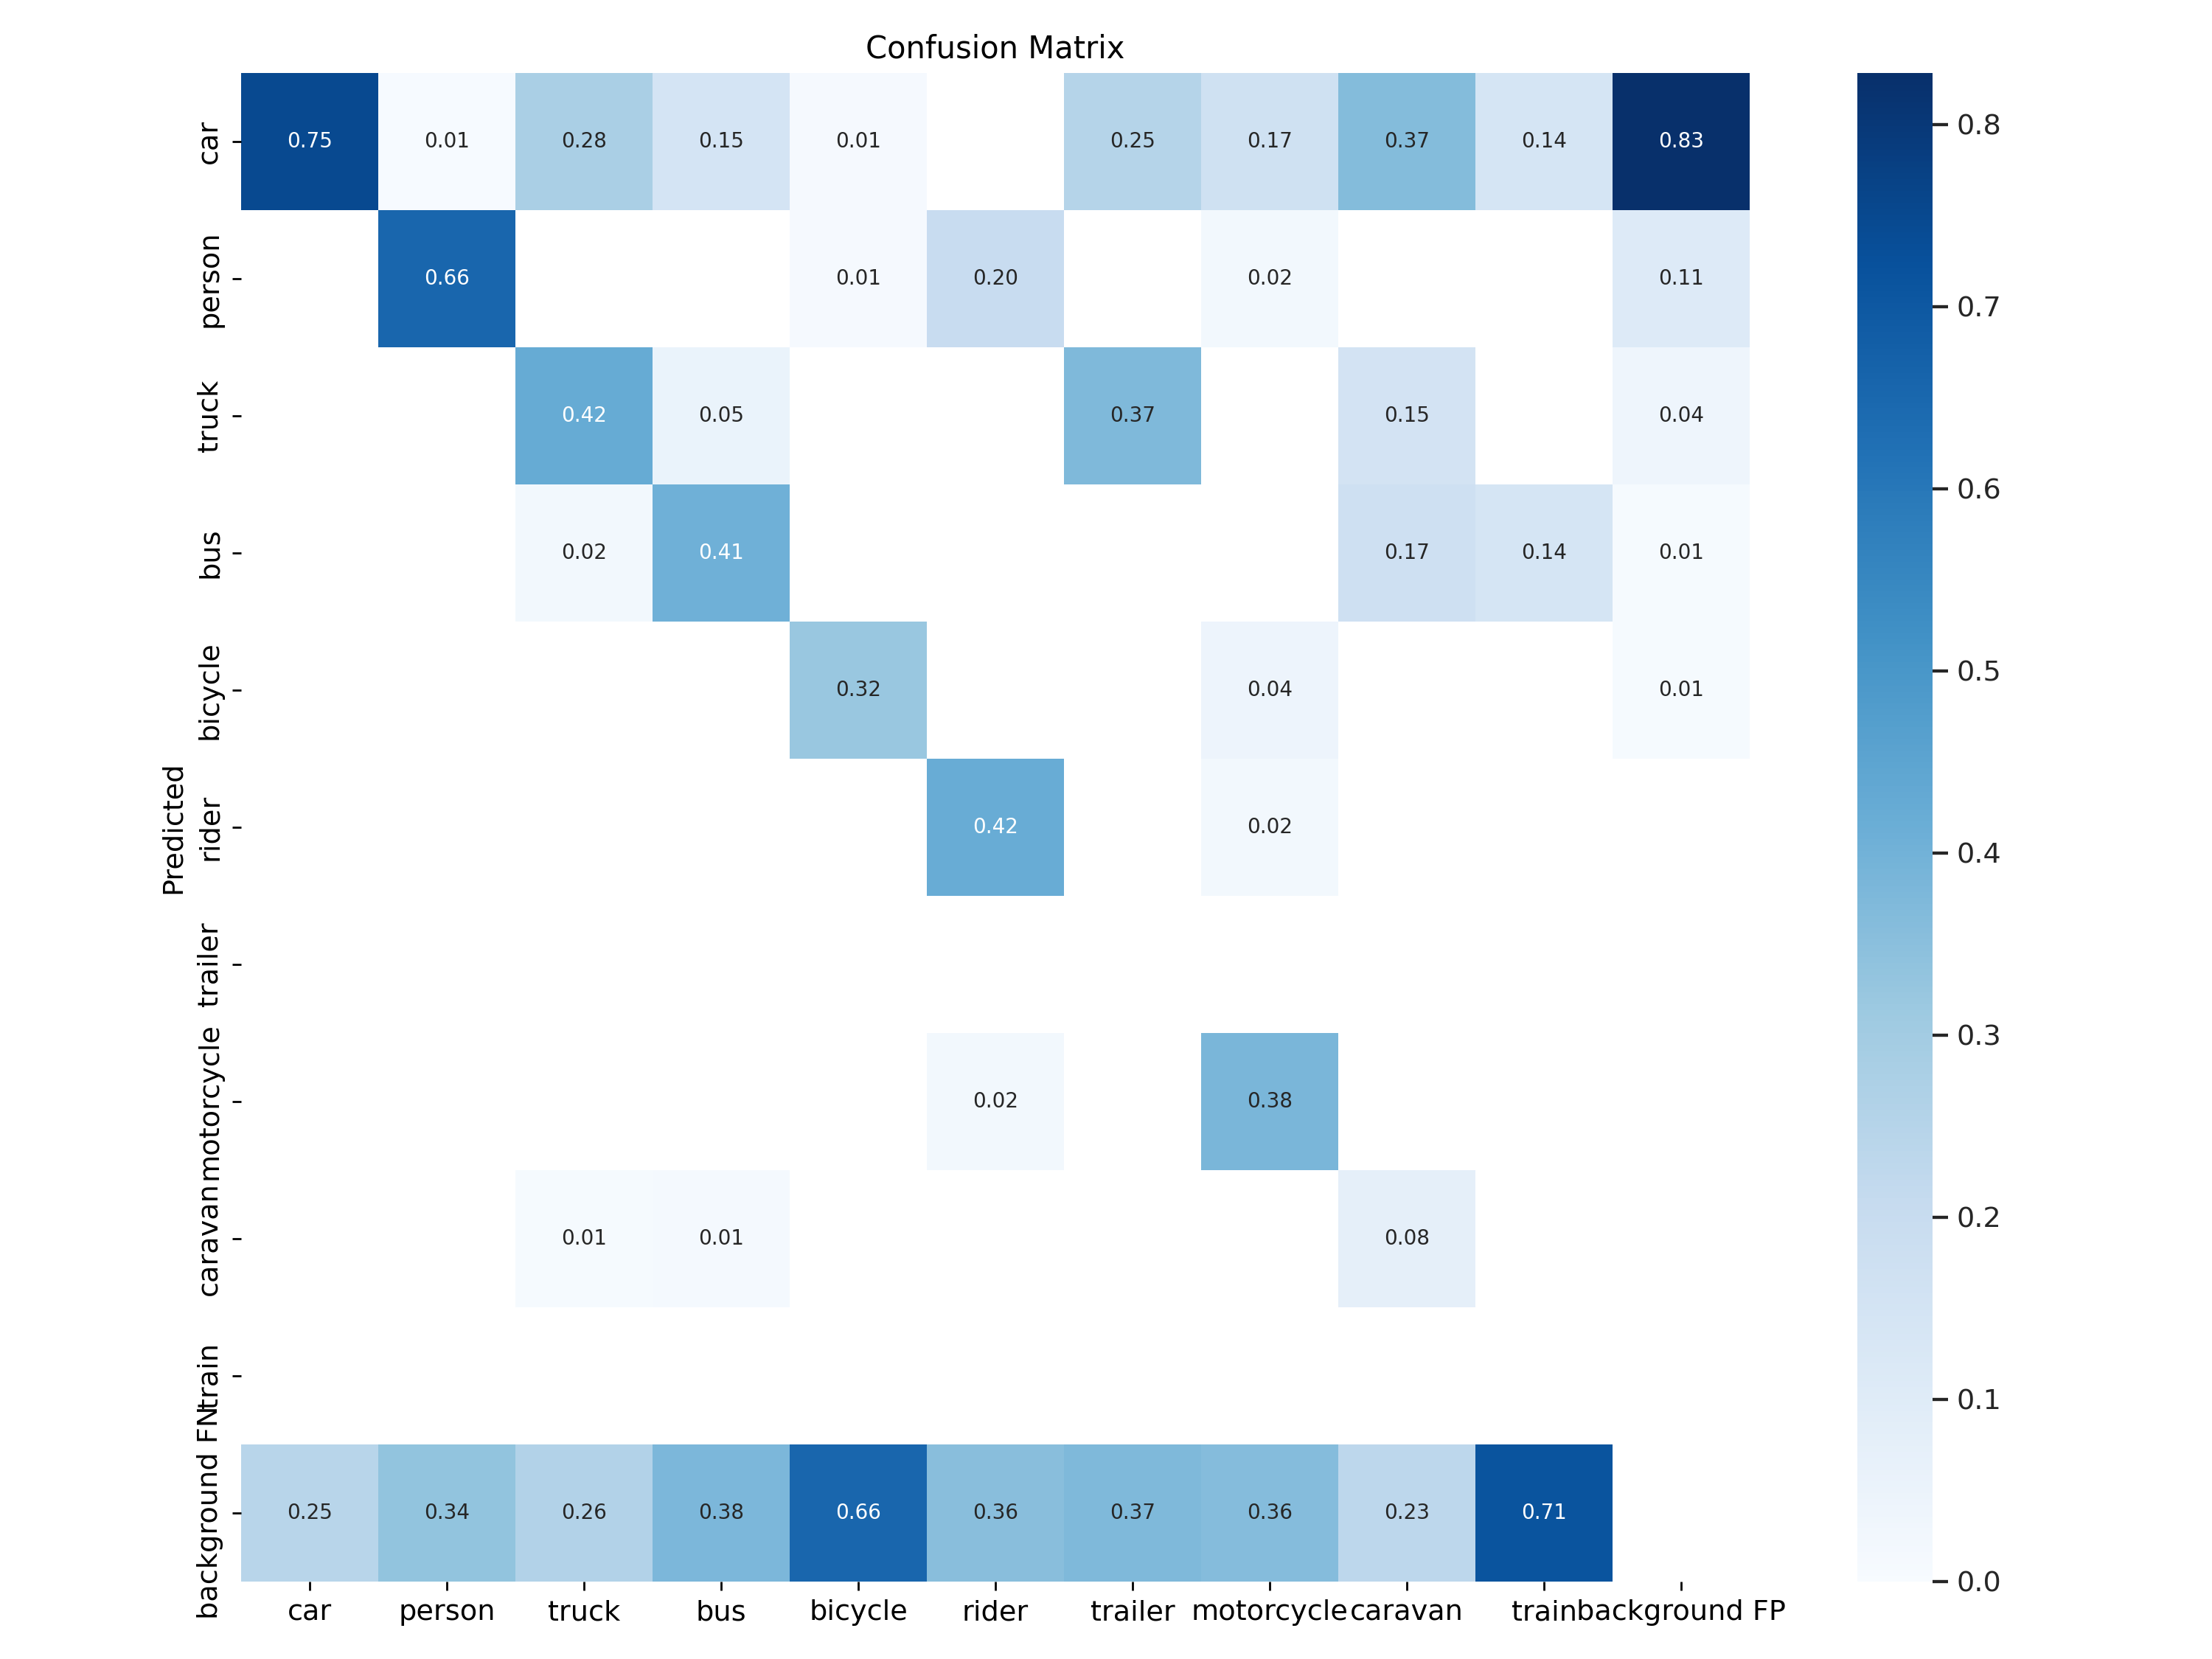 Confusion Matrix
car 0.75 0.01 0.28 0.15 0.01 0.25 0.17 0.37 0.14 0.83
person 0.66 0.01 0.20 0.02 0.11
truck 0.42 0.05 0.37 0.15 0.04
bus 0.02 0.41 0.17 0.14 0.01
bicycle 0.32 0.04 0.01
rider 0.42 0.02
trailer
motorcycle 0.02 0.38
caravan 0.01 0.01 0.08
train
background FN 0.25 0.34 0.26 0.38 0.66 0.36 0.37 0.36 0.23 0.71
Predicted
car person truck bus bicycle rider trailer motorcycle caravan train background FP
0.8
0.7
0.6
0.5
0.4
0.3
0.2
0.1
0.0